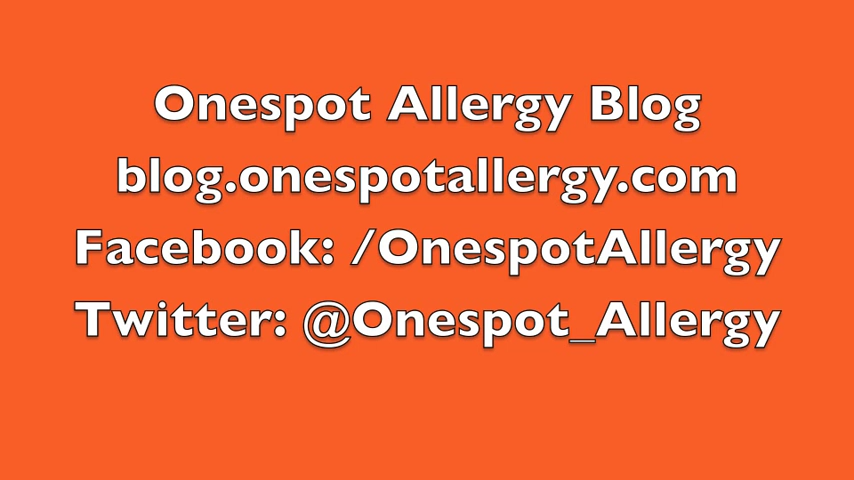 Onespot Allergy Blog
blog.onespotallergy.com
Facebook: /OnespotAllergy
Twitter: @Onespot_Allergy